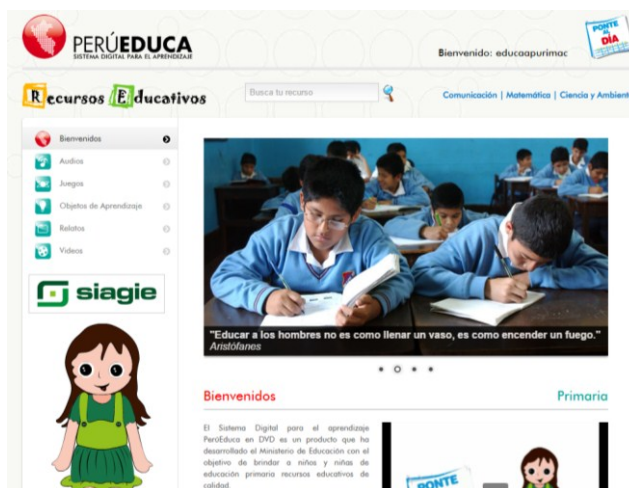 PERÚEDUCA
SISTEMA DIGITAL PARA EL APRENDIZAJE
Bienvenido: educaapurimac
PONTE AL DÍA
Recursos Educativos
Busca tu recurso
Comunicación | Matemática | Ciencia y Ambient
Bienvenidos
Audios
Juegos
Objetos de Aprendizaje
Relatos
Videos
siagie
"Educar a los hombres no es como llenar un vaso, es como encender un fuego."
Aristófanes
Bienvenidos
Primaria
El Sistema Digital para el aprendizaje
PerúEduca en DVD es un producto que ha
desarrollado el Ministerio de Educación con el
objetivo de brindar a niños y niñas de
educación primaria recursos educativos de
calidad.
PONTE